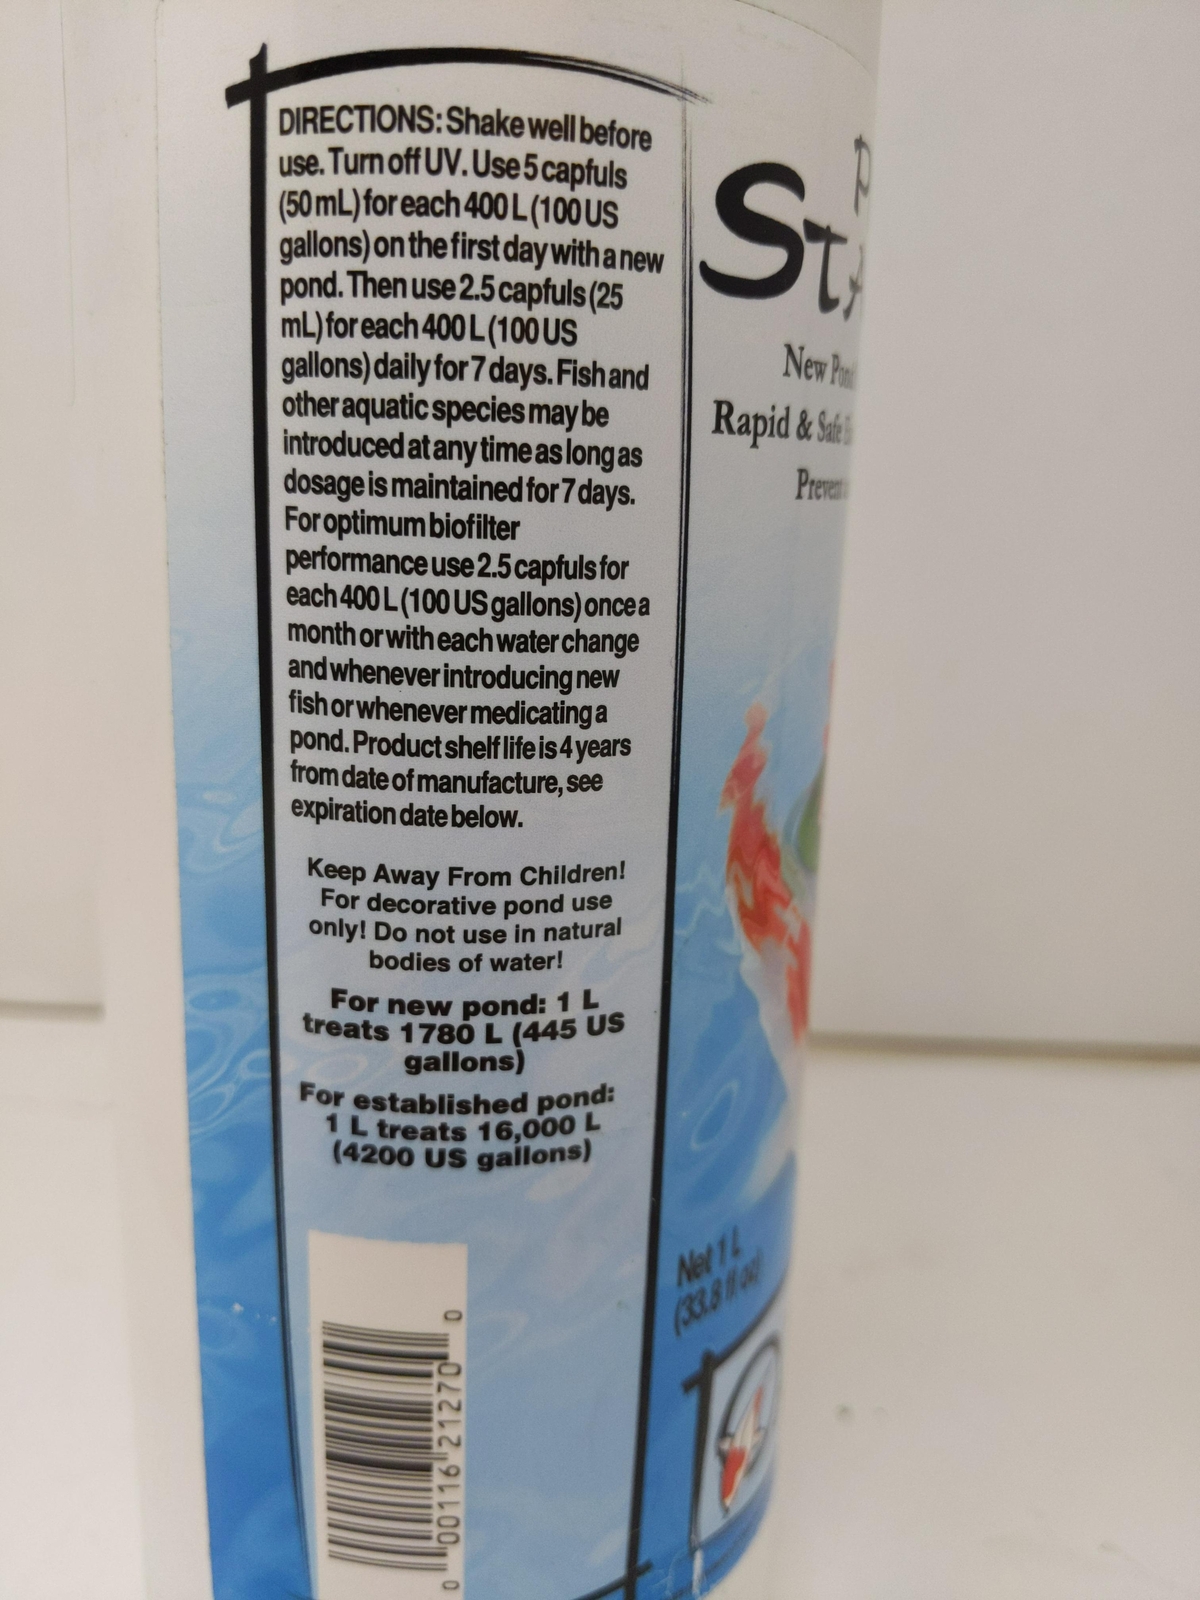 DIRECTIONS: Shake well before
use. Turn off UV. Use 5 capfuls
(50 mL) for each 400 L (100 US
gallons) on the first day with a new
pond. Then use 2.5 capfuls (25
mL) for each 400 L (100 US
gallons) daily for 7 days. Fish and
other aquatic species may be
introduced at any time as long as
dosage is maintained for 7 days.
For optimum biofilter
performance use 2.5 capfuls for
each 400 L (100 US gallons) once a
month or with each water change
and whenever introducing new
fish or whenever medicating a
pond. Product shelf life is 4 years
from date of manufacture, see
expiration date below.
Keep Away From Children!
For decorative pond use
only! Do not use in natural
bodies of water!
For new pond: 1 L
treats 1780 L (445 US
gallons)
For established pond:
1 L treats 16,000 L
(4200 US gallons)
0 00116 21270 0
New
Rapid & Safe
Net 1 L
(33.8 fl oz)